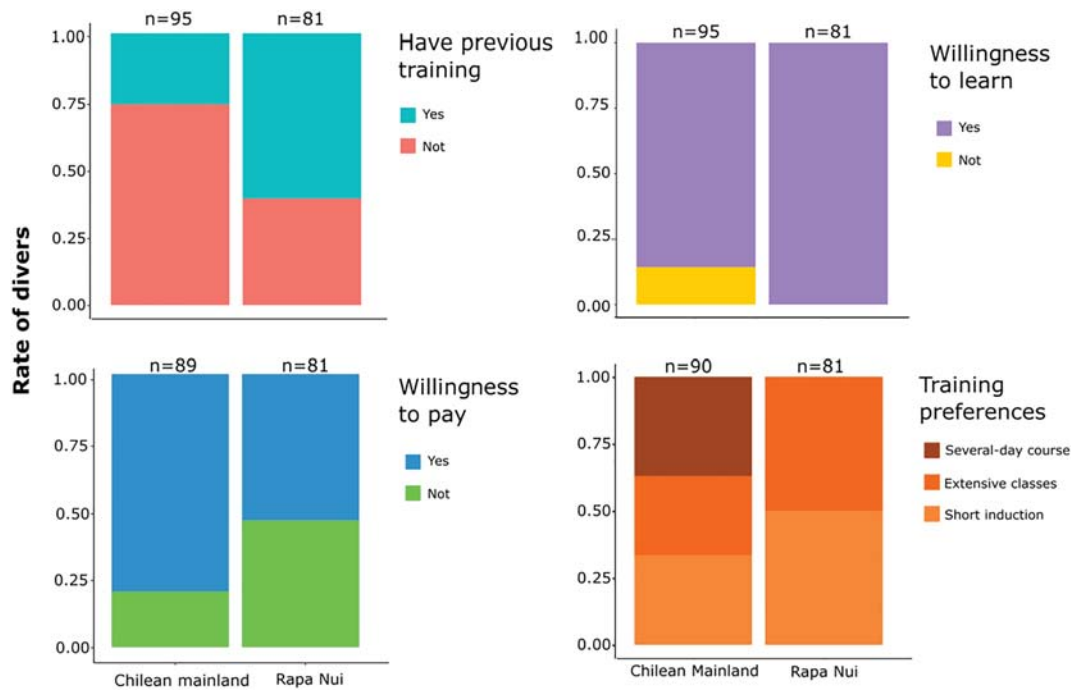 Rate of divers
n=95
n=81
1.00
0.75
0.50
0.25
0.00
Have previous
training
Yes
Not
n=95
n=81
1.00
0.75
0.50
0.25
0.00
Willingness
to learn
Yes
Not
n=89
n=81
1.00
0.75
0.50
0.25
0.00
Chilean mainland
Rapa Nui
Willingness
to pay
Yes
Not
n=90
n=81
1.00
0.75
0.50
0.25
0.00
Chilean Mainland
Rapa Nui
Training
preferences
Several-day course
Extensive classes
Short induction